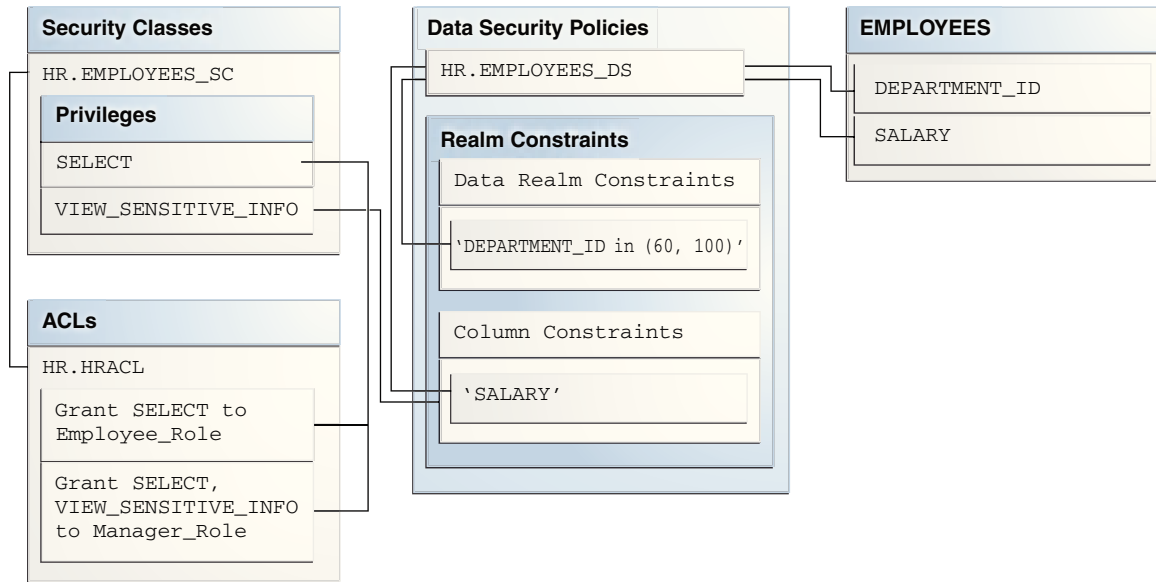 Security Classes
HR.EMPLOYEES_SC
Privileges
SELECT
VIEW_SENSITIVE_INFO
ACLs
HR.HRACL
Grant SELECT to
Employee_Role
Grant SELECT,
VIEW_SENSITIVE_INFO
to Manager_Role
Data Security Policies
HR.EMPLOYEES_DS
Realm Constraints
Data Realm Constraints
‘DEPARTMENT_ID in (60, 100)’
Column Constraints
‘SALARY’
EMPLOYEES
DEPARTMENT_ID
SALARY